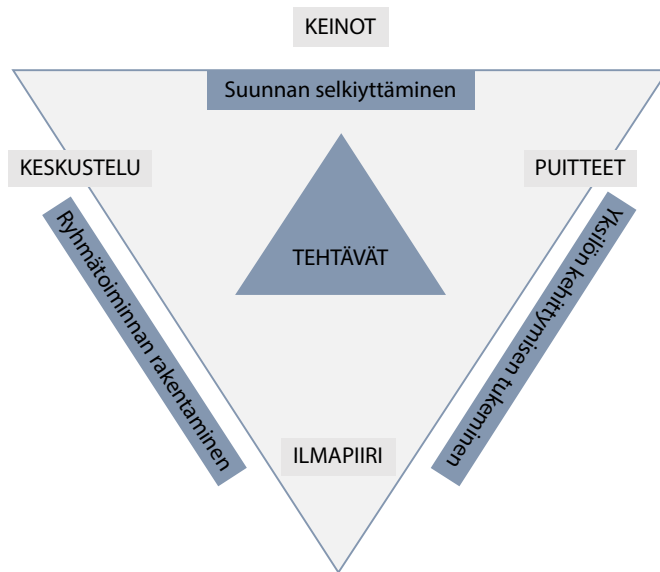 KEINOT
Suunnan selkiyttäminen
KESKUSTELU
PUITTEET
Ryhmätoiminnan rakentaminen
TEHTÄVÄT
Yksilön kehittymisen tukeminen
ILMAPIIRI